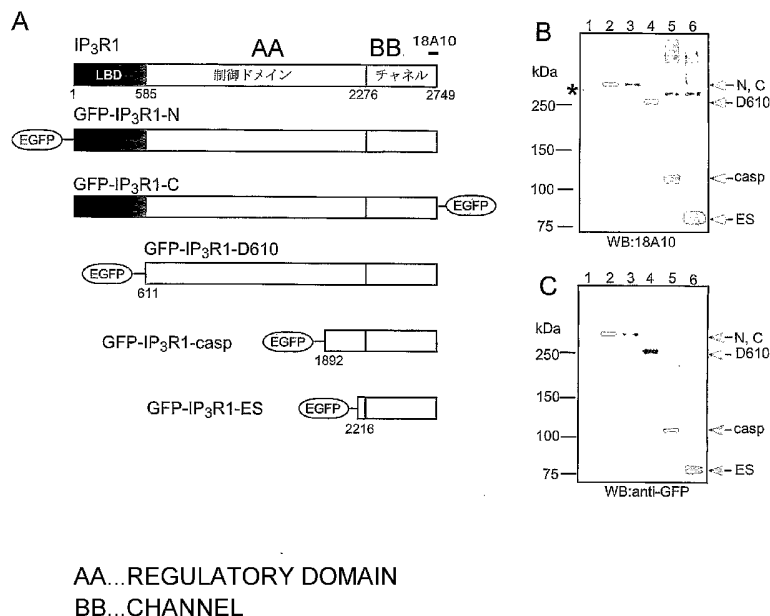 A
IP3R1
AA
BB
18A10
LBD
制御ドメイン
チャネル
1
585
2276
2749
GFP-IP3R1-N
EGFP
GFP-IP3R1-C
EGFP
GFP-IP3R1-D610
EGFP
611
GFP-IP3R1-casp
EGFP
1892
GFP-IP3R1-ES
EGFP
2216
B
1 2 3 4 5 6
kDa
*
250
150
100
75
N, C
D610
casp
ES
WB:18A10
C
1 2 3 4 5 6
kDa
250
150
100
75
N, C
D610
casp
ES
WB:anti-GFP
AA...REGULATORY DOMAIN
BB...CHANNEL